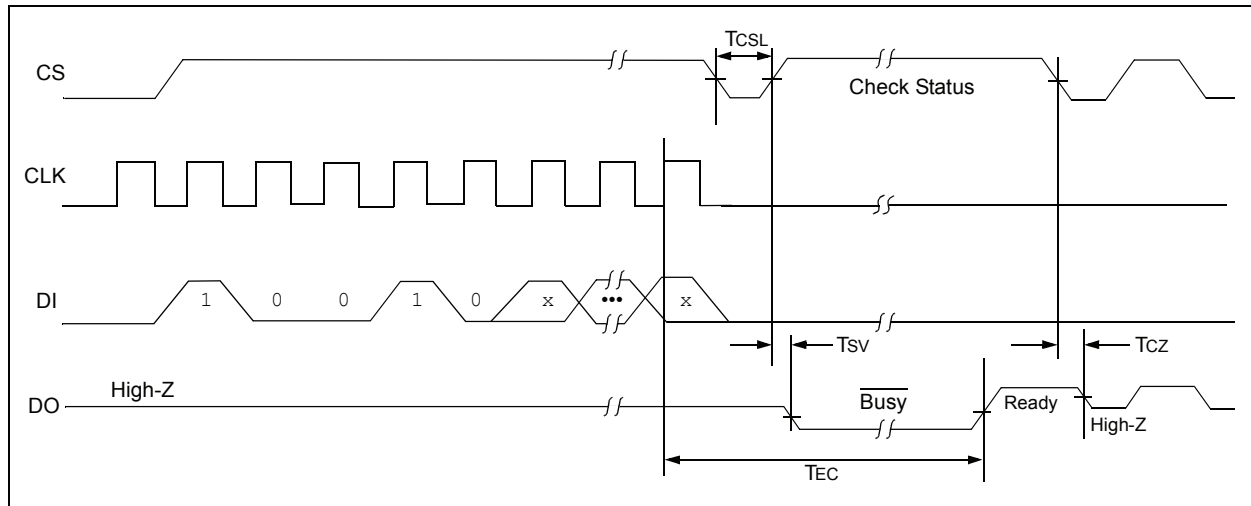 TCSL
CS
Check Status
CLK
DI 1 0 0 1 0 x ••• x
TSV
TCZ
High-Z
DO
Busy
Ready
High-Z
TEC